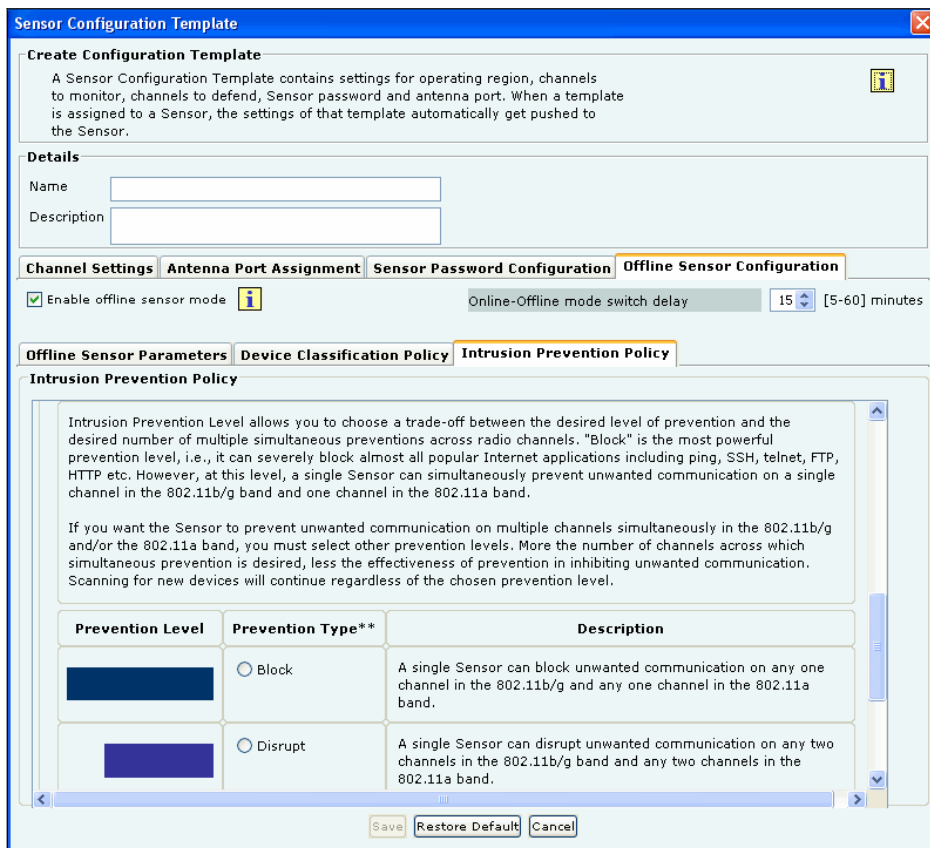 Sensor Configuration Template
Create Configuration Template
A Sensor Configuration Template contains settings for operating region, channels
to monitor, channels to defend, Sensor password and antenna port. When a template
is assigned to a Sensor, the settings of that template automatically get pushed to
the Sensor.
Details
Name
Description
Channel Settings Antenna Port Assignment Sensor Password Configuration Offline Sensor Configuration
Enable offline sensor mode Online-Offline mode switch delay 15 [5-60] minutes
Offline Sensor Parameters Device Classification Policy Intrusion Prevention Policy
Intrusion Prevention Policy
Intrusion Prevention Level allows you to choose a trade-off between the desired level of prevention and the
desired number of multiple simultaneous preventions across radio channels. "Block" is the most powerful
prevention level, i.e., it can severely block almost all popular Internet applications including ping, SSH, telnet, FTP,
HTTP etc. However, at this level, a single Sensor can simultaneously prevent unwanted communication on a single
channel in the 802.11b/g band and one channel in the 802.11a band.
If you want the Sensor to prevent unwanted communication on multiple channels simultaneously in the 802.11b/g
and/or the 802.11a band, you must select other prevention levels. More the number of channels across which
simultaneous prevention is desired, less the effectiveness of prevention in inhibiting unwanted communication.
Scanning for new devices will continue regardless of the chosen prevention level.
Prevention Level Prevention Type** Description
Block A single Sensor can block unwanted communication on any one
channel in the 802.11b/g and any one channel in the 802.11a
band.
Disrupt A single Sensor can disrupt unwanted communication on any two
channels in the 802.11b/g band and any two channels in the
802.11a band.
Save Restore Default Cancel